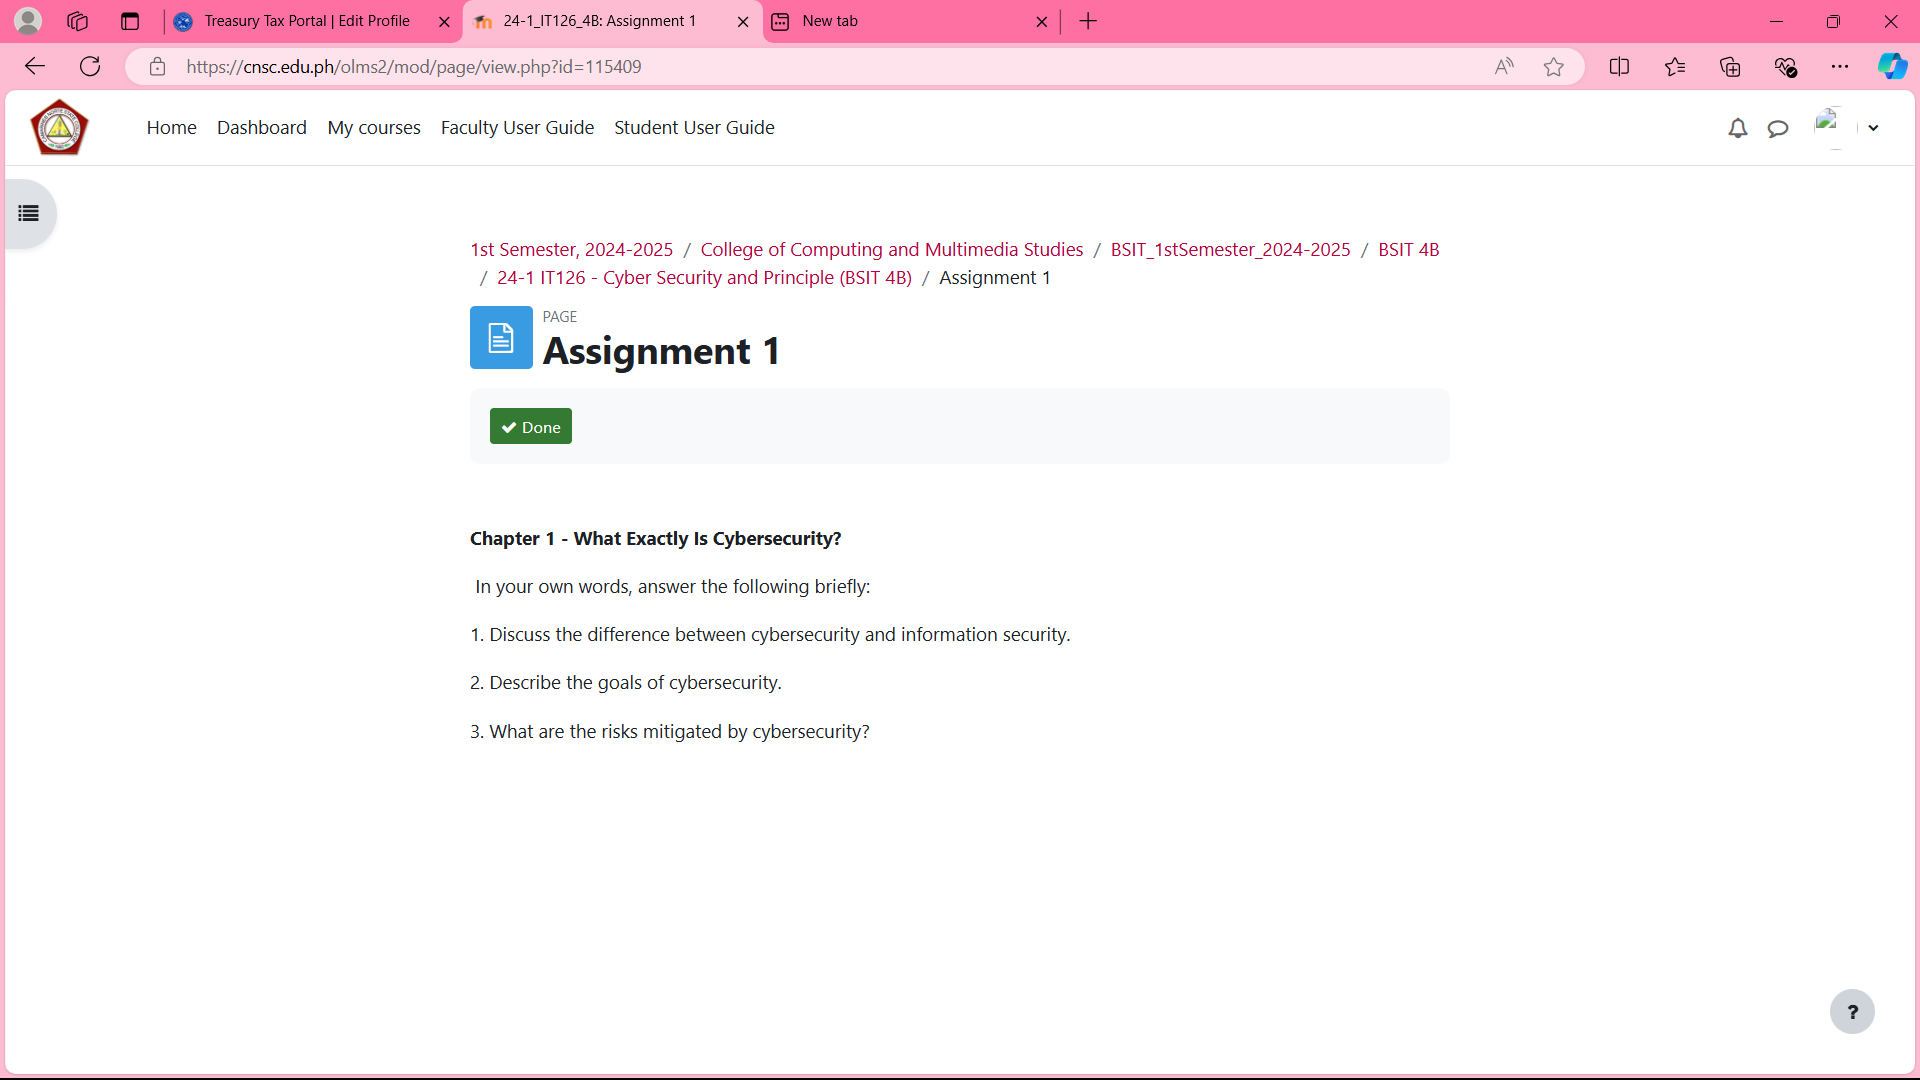 Treasury Tax Portal | Edit Profile
24-1_IT126_4B: Assignment 1
New tab
https://cnsc.edu.ph/olms2/mod/page/view.php?id=115409
Home
Dashboard
My courses
Faculty User Guide
Student User Guide
1st Semester, 2024-2025 / College of Computing and Multimedia Studies / BSIT_1stSemester_2024-2025 / BSIT 4B
/ 24-1 IT126 - Cyber Security and Principle (BSIT 4B) / Assignment 1
PAGE
Assignment 1
Done
Chapter 1 - What Exactly Is Cybersecurity?
In your own words, answer the following briefly:
1. Discuss the difference between cybersecurity and information security.
2. Describe the goals of cybersecurity.
3. What are the risks mitigated by cybersecurity?
?